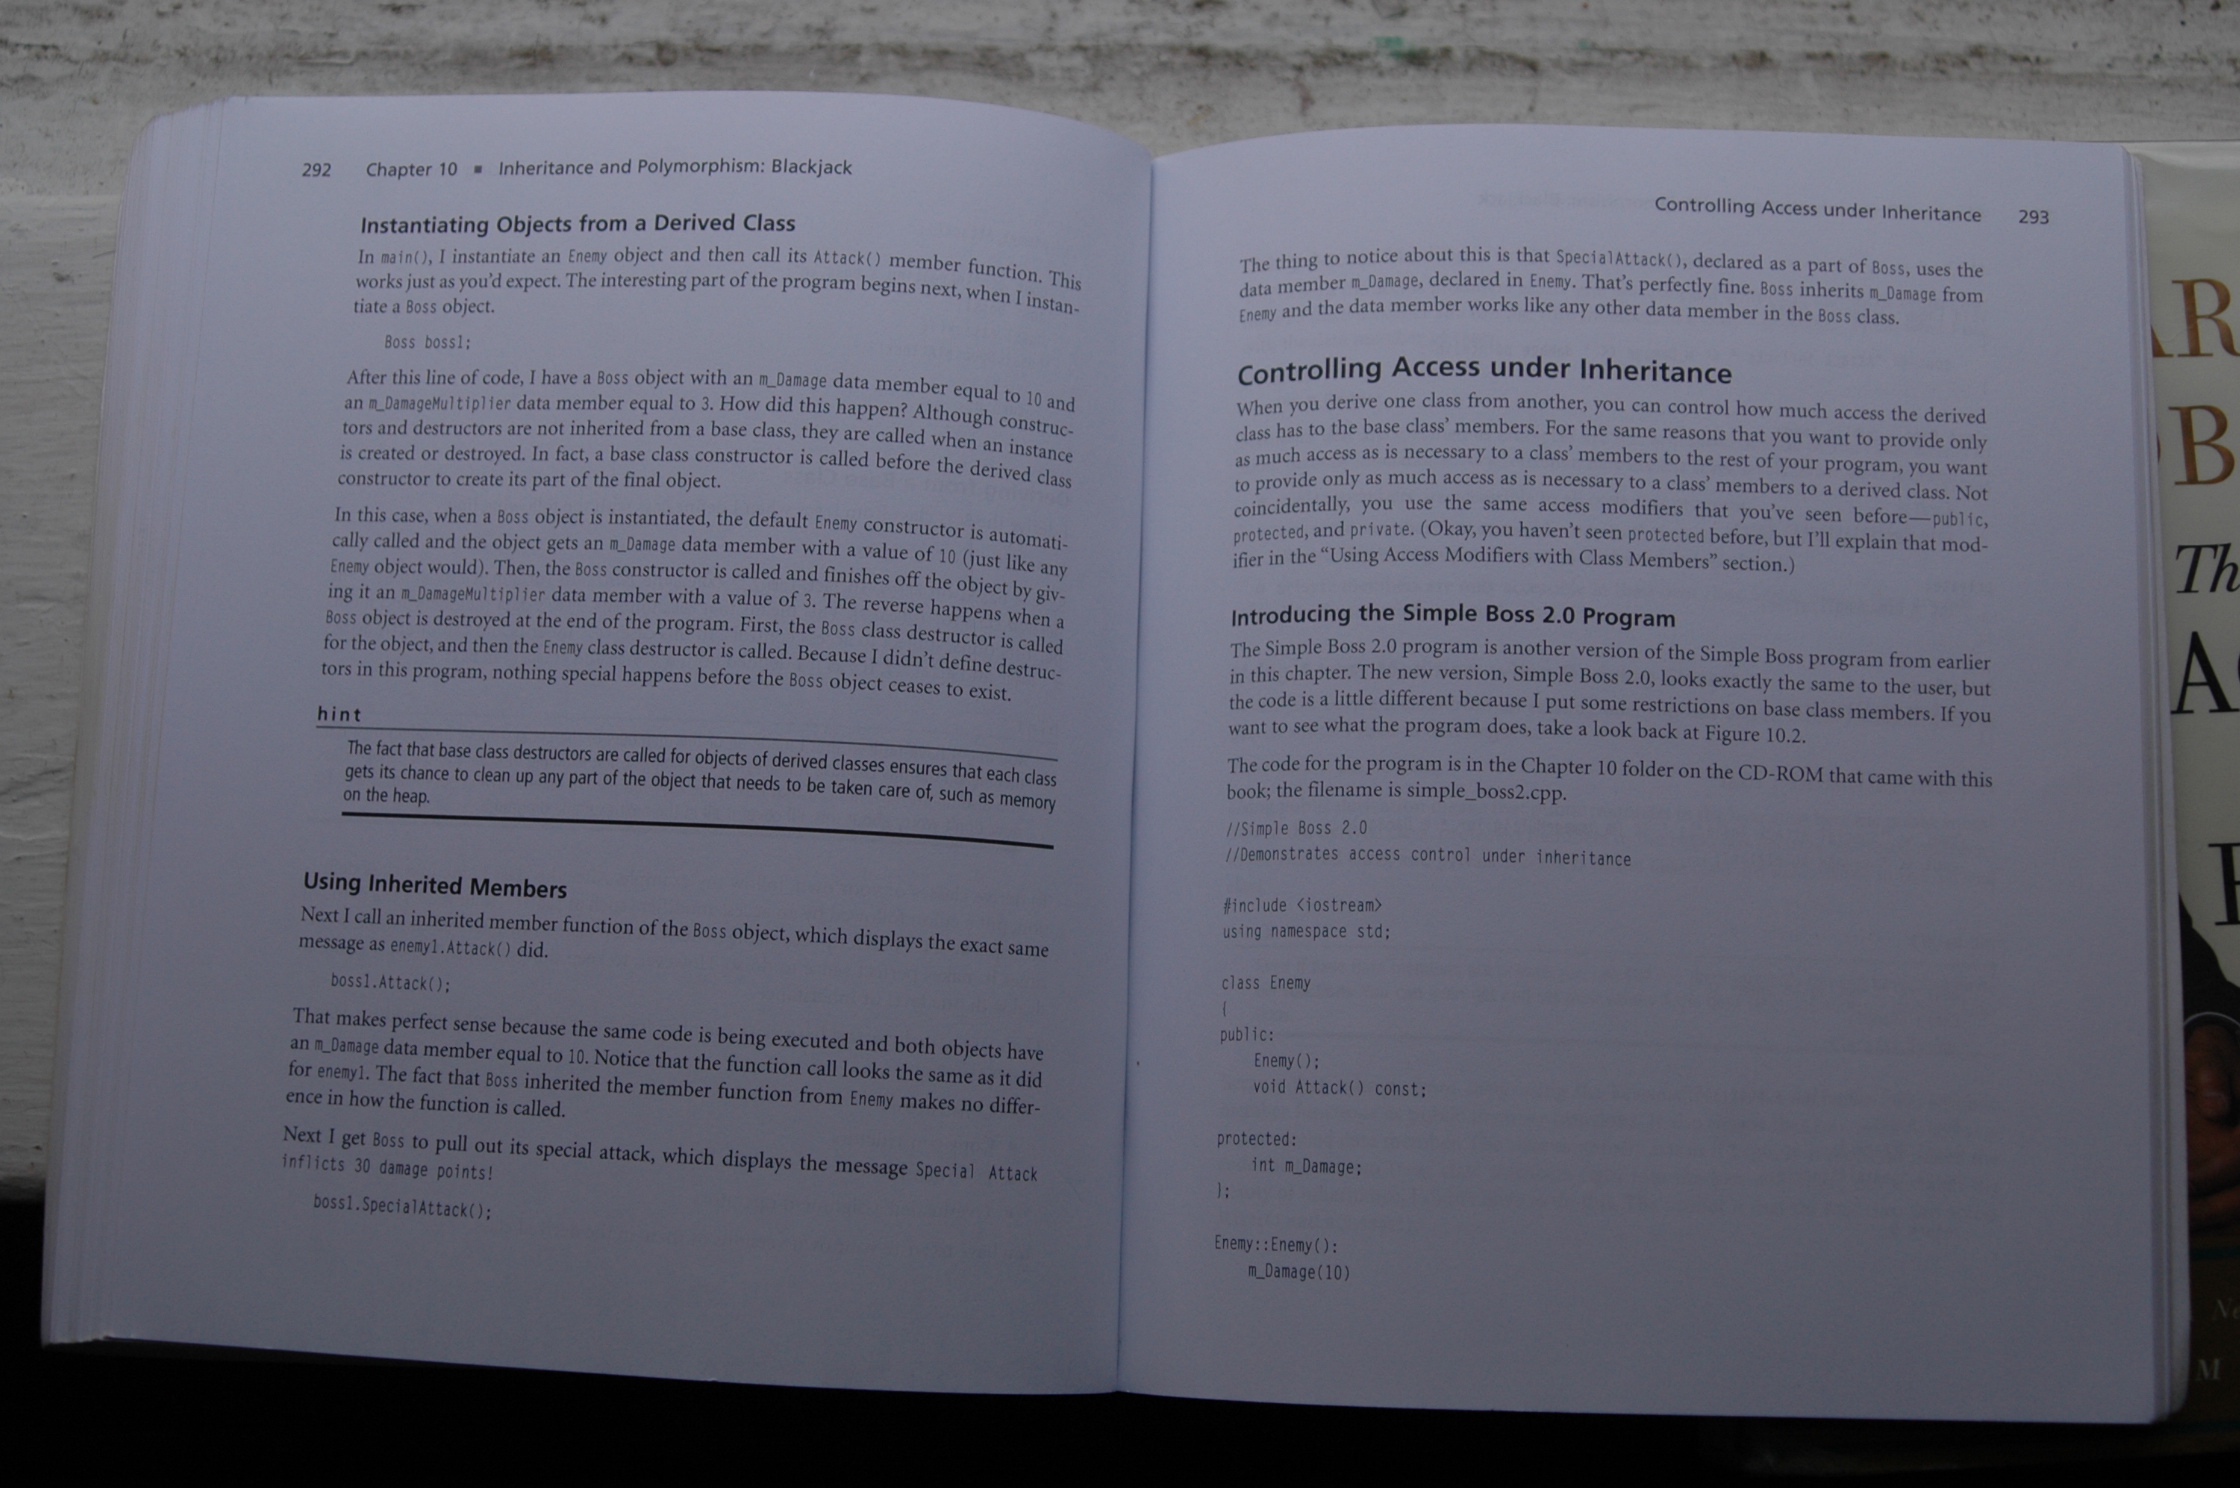 292 Chapter 10 ■ Inheritance and Polymorphism: Blackjack
Instantiating Objects from a Derived Class
In main(), I instantiate an Enemy object and then call its Attack() member function. This
works just as you'd expect. The interesting part of the program begins next, when I instan-
tiate a Boss object.
Boss boss1;
After this line of code, I have a Boss object with an m_Damage data member equal to 10 and
an m_DamageMultiplier data member equal to 3. How did this happen? Although construc-
tors and destructors are not inherited from a base class, they are called when an instance
is created or destroyed. In fact, a base class constructor is called before the derived class
constructor to create its part of the final object.
In this case, when a Boss object is instantiated, the default Enemy constructor is automati-
cally called and the object gets an m_Damage data member with a value of 10 (just like any
Enemy object would). Then, the Boss constructor is called and finishes off the object by giv-
ing it an m_DamageMultiplier data member with a value of 3. The reverse happens when a
Boss object is destroyed at the end of the program. First, the Boss class destructor is called
for the object, and then the Enemy class destructor is called. Because I didn't define destruc-
tors in this program, nothing special happens before the Boss object ceases to exist.
hint
The fact that base class destructors are called for objects of derived classes ensures that each class
gets its chance to clean up any part of the object that needs to be taken care of, such as memory
on the heap.
Using Inherited Members
Next I call an inherited member function of the Boss object, which displays the exact same
message as enemy1.Attack() did.
boss1.Attack();
That makes perfect sense because the same code is being executed and both objects have
an m_Damage data member equal to 10. Notice that the function call looks the same as it did
for enemy1. The fact that Boss inherited the member function from Enemy makes no differ-
ence in how the function is called.
Next I get Boss to pull out its special attack, which displays the message Special Attack
inflicts 30 damage points!
boss1.SpecialAttack();
Controlling Access under Inheritance 293
The thing to notice about this is that SpecialAttack(), declared as a part of Boss, uses the
data member m_Damage, declared in Enemy. That's perfectly fine. Boss inherits m_Damage from
Enemy and the data member works like any other data member in the Boss class.
Controlling Access under Inheritance
When you derive one class from another, you can control how much access the derived
class has to the base class' members. For the same reasons that you want to provide only
as much access as is necessary to a class' members to the rest of your program, you want
to provide only as much access as is necessary to a class' members to a derived class. Not
coincidentally, you use the same access modifiers that you've seen before—public,
protected, and private. (Okay, you haven't seen protected before, but I'll explain that mod-
ifier in the "Using Access Modifiers with Class Members" section.)
Introducing the Simple Boss 2.0 Program
The Simple Boss 2.0 program is another version of the Simple Boss program from earlier
in this chapter. The new version, Simple Boss 2.0, looks exactly the same to the user, but
the code is a little different because I put some restrictions on base class members. If you
want to see what the program does, take a look back at Figure 10.2.
The code for the program is in the Chapter 10 folder on the CD-ROM that came with this
book; the filename is simple_boss2.cpp.
//Simple Boss 2.0
//Demonstrates access control under inheritance
#include <iostream>
using namespace std;
class Enemy
{
public:
Enemy();
void Attack() const;
protected:
int m_Damage;
};
Enemy::Enemy():
m_Damage(10)